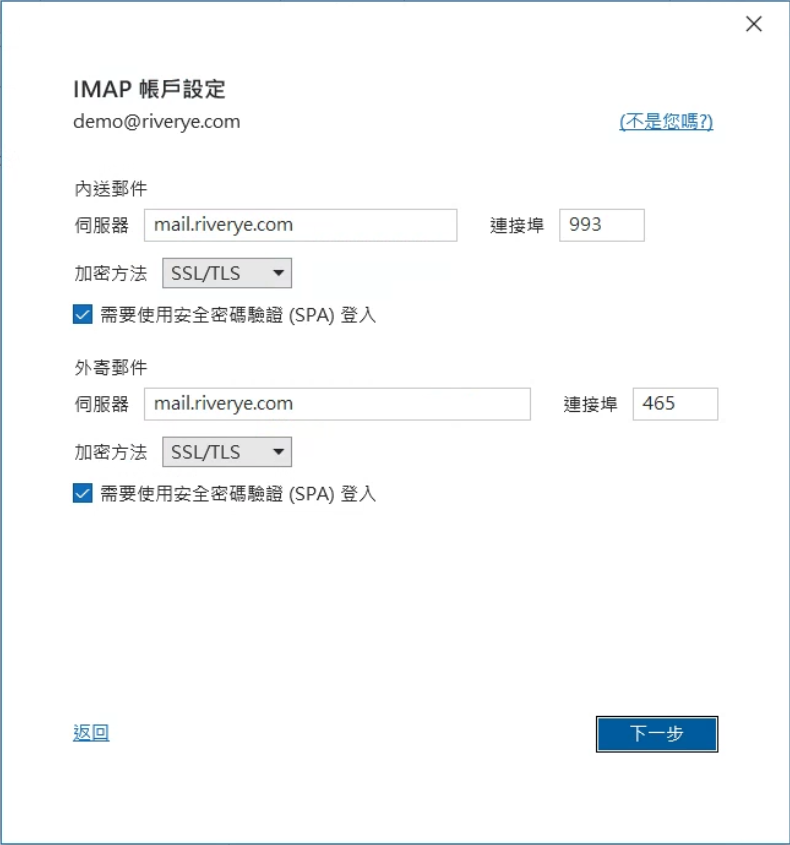 IMAP 帳戶設定
demo@riverye.com (不是您嗎?)
內送郵件
伺服器 mail.riverye.com 連接埠 993
加密方法 SSL/TLS
需要使用安全密碼驗證 (SPA) 登入
外寄郵件
伺服器 mail.riverye.com 連接埠 465
加密方法 SSL/TLS
需要使用安全密碼驗證 (SPA) 登入
返回 下一步